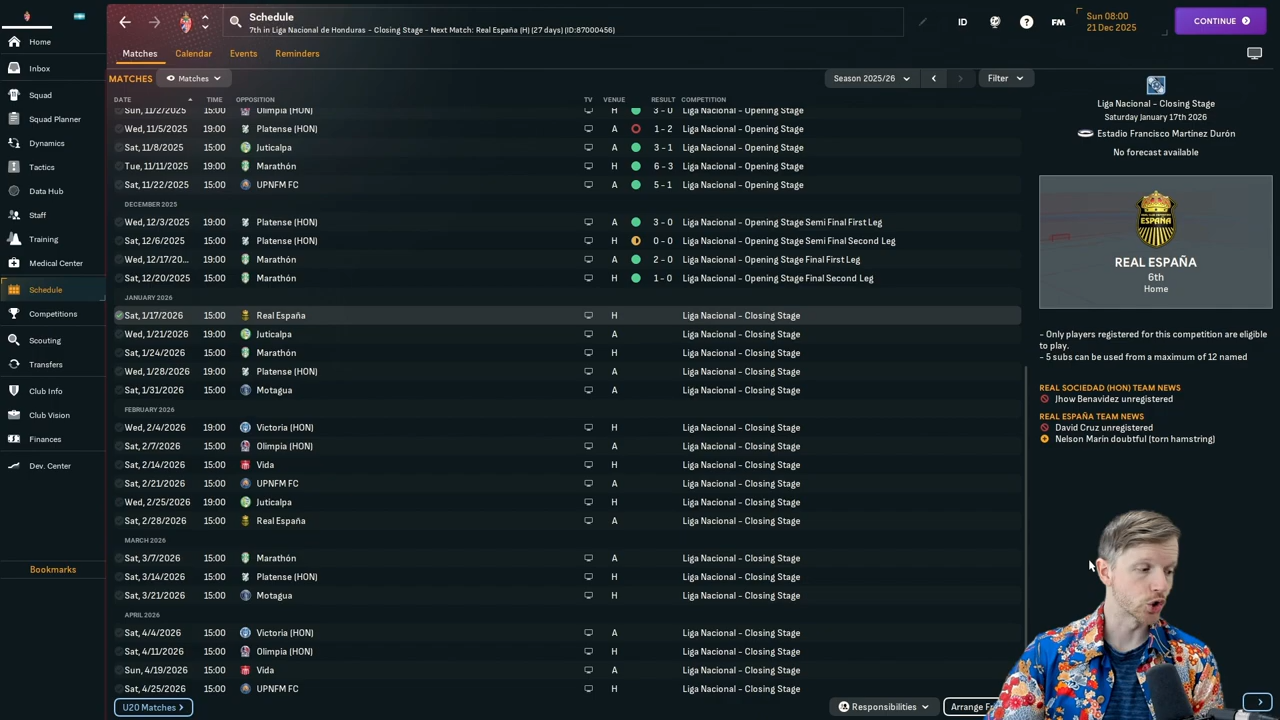 Schedule
7th in Liga Nacional de Honduras - Closing Stage - Next Match: Real España (H) (27 days) (ID:87000456)
ID
?
FM
Sun 08:00
21 Dec 2025
CONTINUE
Home
Inbox
Squad
Squad Planner
Dynamics
Tactics
Data Hub
Staff
Training
Medical Center
Schedule
Competitions
Scouting
Transfers
Club Info
Club Vision
Finances
Dev. Center
Bookmarks
Matches Calendar Events Reminders
MATCHES Matches Season 2025/26 Filter
DATE TIME OPPOSITION TV VENUE RESULT COMPETITION
Sun, 11/2/2025 15:00 Olimpia (HON) H 3 - 0 Liga Nacional - Opening Stage
Wed, 11/5/2025 19:00 Platense (HON) A 1 - 2 Liga Nacional - Opening Stage
Sat, 11/8/2025 15:00 Juticalpa A 3 - 1 Liga Nacional - Opening Stage
Tue, 11/11/2025 19:00 Marathón H 6 - 3 Liga Nacional - Opening Stage
Sat, 11/22/2025 15:00 UPNFM FC A 5 - 1 Liga Nacional - Opening Stage
DECEMBER 2025
Wed, 12/3/2025 19:00 Platense (HON) A 3 - 0 Liga Nacional - Opening Stage Semi Final First Leg
Sat, 12/6/2025 15:00 Platense (HON) H 0 - 0 Liga Nacional - Opening Stage Semi Final Second Leg
Wed, 12/17/20... 19:00 Marathón A 2 - 0 Liga Nacional - Opening Stage Final First Leg
Sat, 12/20/2025 15:00 Marathón H 1 - 0 Liga Nacional - Opening Stage Final Second Leg
JANUARY 2026
Sat, 1/17/2026 15:00 Real España H Liga Nacional - Closing Stage
Wed, 1/21/2026 19:00 Juticalpa A Liga Nacional - Closing Stage
Sat, 1/24/2026 15:00 Marathón H Liga Nacional - Closing Stage
Wed, 1/28/2026 19:00 Platense (HON) A Liga Nacional - Closing Stage
Sat, 1/31/2026 15:00 Motagua A Liga Nacional - Closing Stage
FEBRUARY 2026
Wed, 2/4/2026 19:00 Victoria (HON) H Liga Nacional - Closing Stage
Sat, 2/7/2026 15:00 Olimpia (HON) A Liga Nacional - Closing Stage
Sat, 2/14/2026 15:00 Vida H Liga Nacional - Closing Stage
Sat, 2/21/2026 15:00 UPNFM FC A Liga Nacional - Closing Stage
Wed, 2/25/2026 19:00 Juticalpa H Liga Nacional - Closing Stage
Sat, 2/28/2026 15:00 Real España A Liga Nacional - Closing Stage
MARCH 2026
Sat, 3/7/2026 15:00 Marathón A Liga Nacional - Closing Stage
Sat, 3/14/2026 15:00 Platense (HON) H Liga Nacional - Closing Stage
Sat, 3/21/2026 15:00 Motagua H Liga Nacional - Closing Stage
APRIL 2026
Sat, 4/4/2026 15:00 Victoria (HON) A Liga Nacional - Closing Stage
Sat, 4/11/2026 15:00 Olimpia (HON) H Liga Nacional - Closing Stage
Sun, 4/19/2026 15:00 Vida A Liga Nacional - Closing Stage
Sat, 4/25/2026 15:00 UPNFM FC H Liga Nacional - Closing Stage
U20 Matches >
Responsibilities
Arrange
Liga Nacional - Closing Stage
Saturday January 17th 2026
Estadio Francisco Martínez Durón
No forecast available
ESPAÑA
REAL ESPAÑA
6th
Home
- Only players registered for this competition are eligible
to play.
- 5 subs can be used from a maximum of 12 named
REAL SOCIEDAD (HON) TEAM NEWS
Jhow Benavidez unregistered
REAL ESPAÑA TEAM NEWS
David Cruz unregistered
Nelson Marín doubtful (torn hamstring)